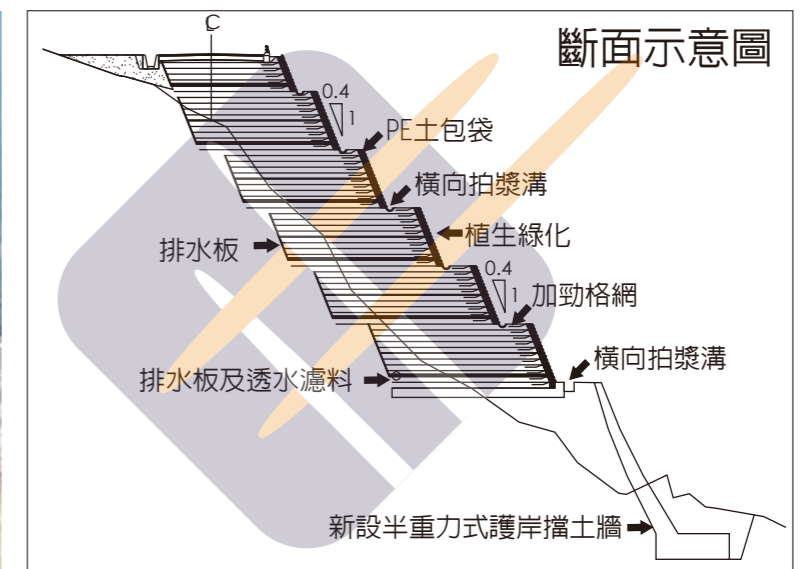 斷面示意圖
C
0.4
1
PE土包袋
橫向拍漿溝
植生綠化
排水板
0.4
1
加勁格網
橫向拍漿溝
排水板及透水濾料
新設半重力式護岸擋土牆